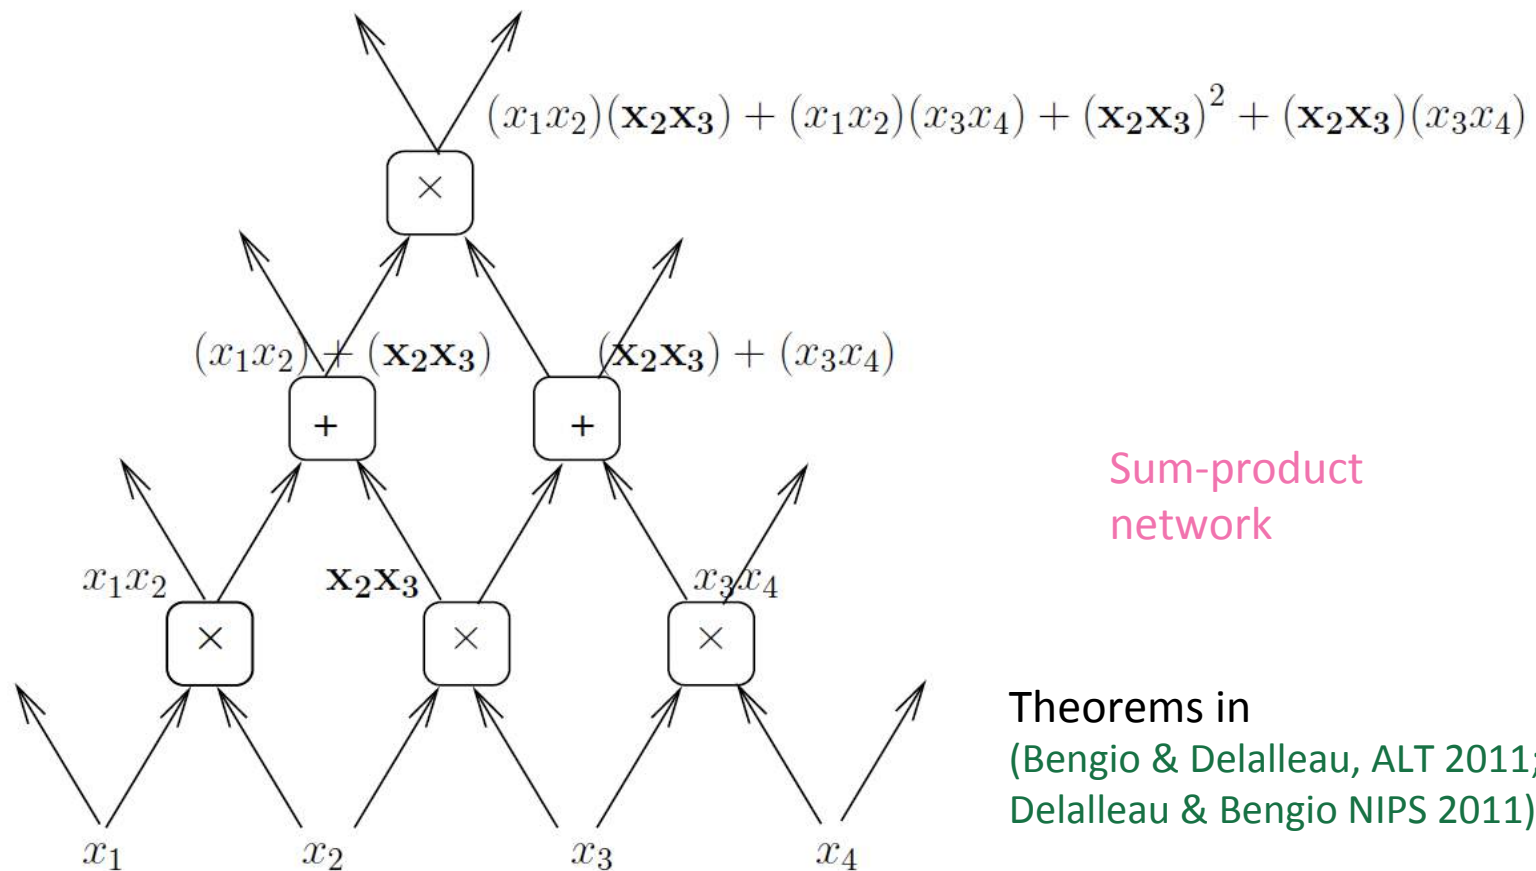 (x₁x₂)(𝐱₂𝐱₃) + (x₁x₂)(x₃x₄) + (𝐱₂𝐱₃)² + (𝐱₂𝐱₃)(x₃x₄)
×
(x₁x₂) + (𝐱₂𝐱₃) (𝐱₂𝐱₃) + (x₃x₄)
+ +
Sum-product
network
x₁x₂ 𝐱₂𝐱₃ x₃x₄
× × ×
Theorems in
(Bengio & Delalleau, ALT 2011;
Delalleau & Bengio NIPS 2011)
x₁ x₂ x₃ x₄